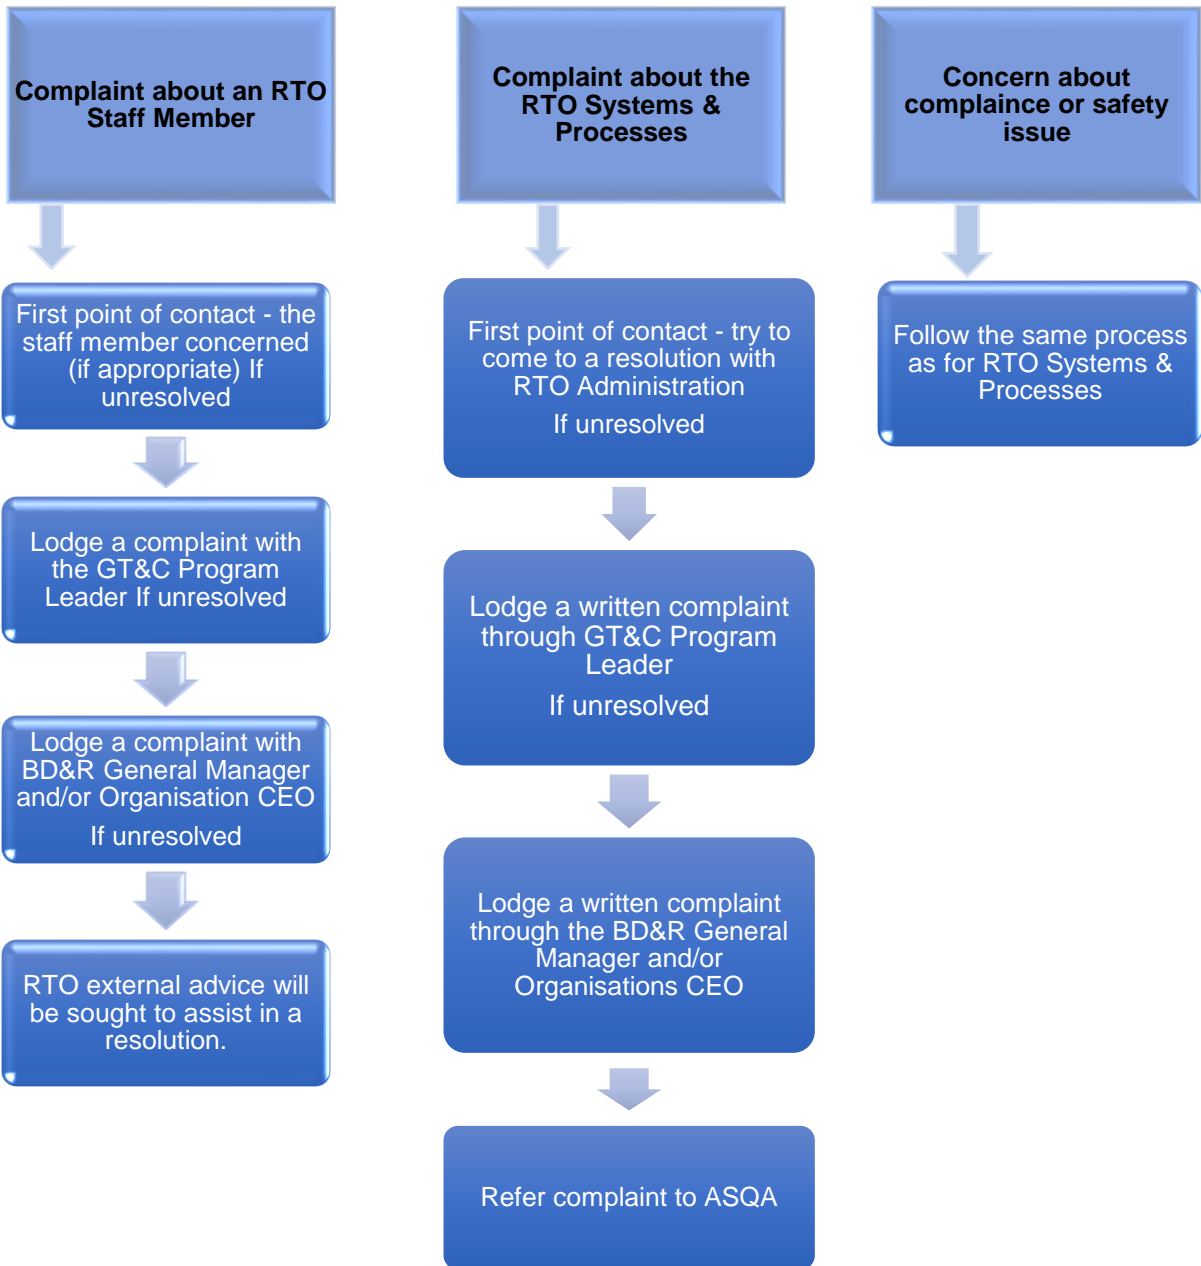 Complaint about an RTO
Staff Member
First point of contact - the
staff member concerned
(if appropriate) If
unresolved
Lodge a complaint with
the GT&C Program
Leader If unresolved
Lodge a complaint with
BD&R General Manager
and/or Organisation CEO
If unresolved
RTO external advice will
be sought to assist in a
resolution.
Complaint about the
RTO Systems &
Processes
First point of contact - try to
come to a resolution with
RTO Administration
If unresolved
Lodge a written complaint
through GT&C Program
Leader
If unresolved
Lodge a written complaint
through the BD&R General
Manager and/or
Organisations CEO
Refer complaint to ASQA
Concern about
complaince or safety
issue
Follow the same process
as for RTO Systems &
Processes